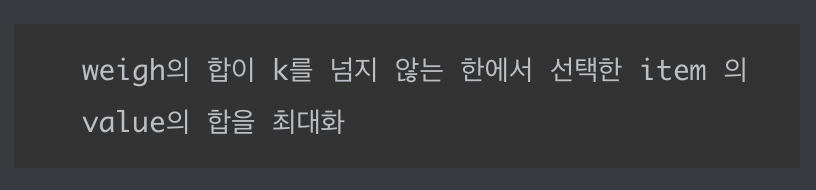 weigh의 합이 k를 넘지 않는 한에서 선택한 item 의
value의 합을 최대화